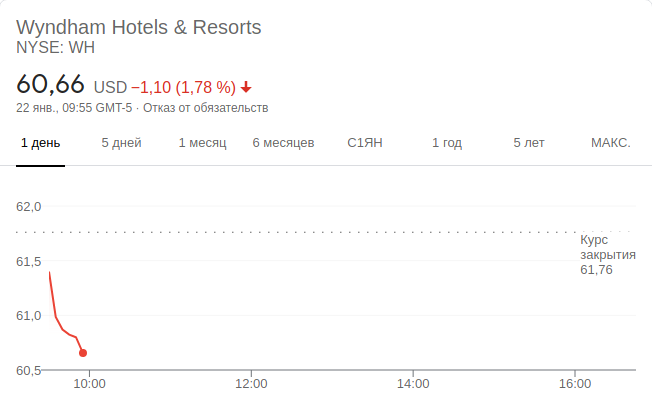 Wyndham Hotels & Resorts
NYSE: WH
60,66 USD −1,10 (1,78 %)
22 янв., 09:55 GMT-5 · Отказ от обязательств
1 день 5 дней 1 месяц 6 месяцев С1ЯН 1 год 5 лет МАКС.
62,0
Курс
закрытия
61,76
61,5
61,0
60,5
10:00 12:00 14:00 16:00